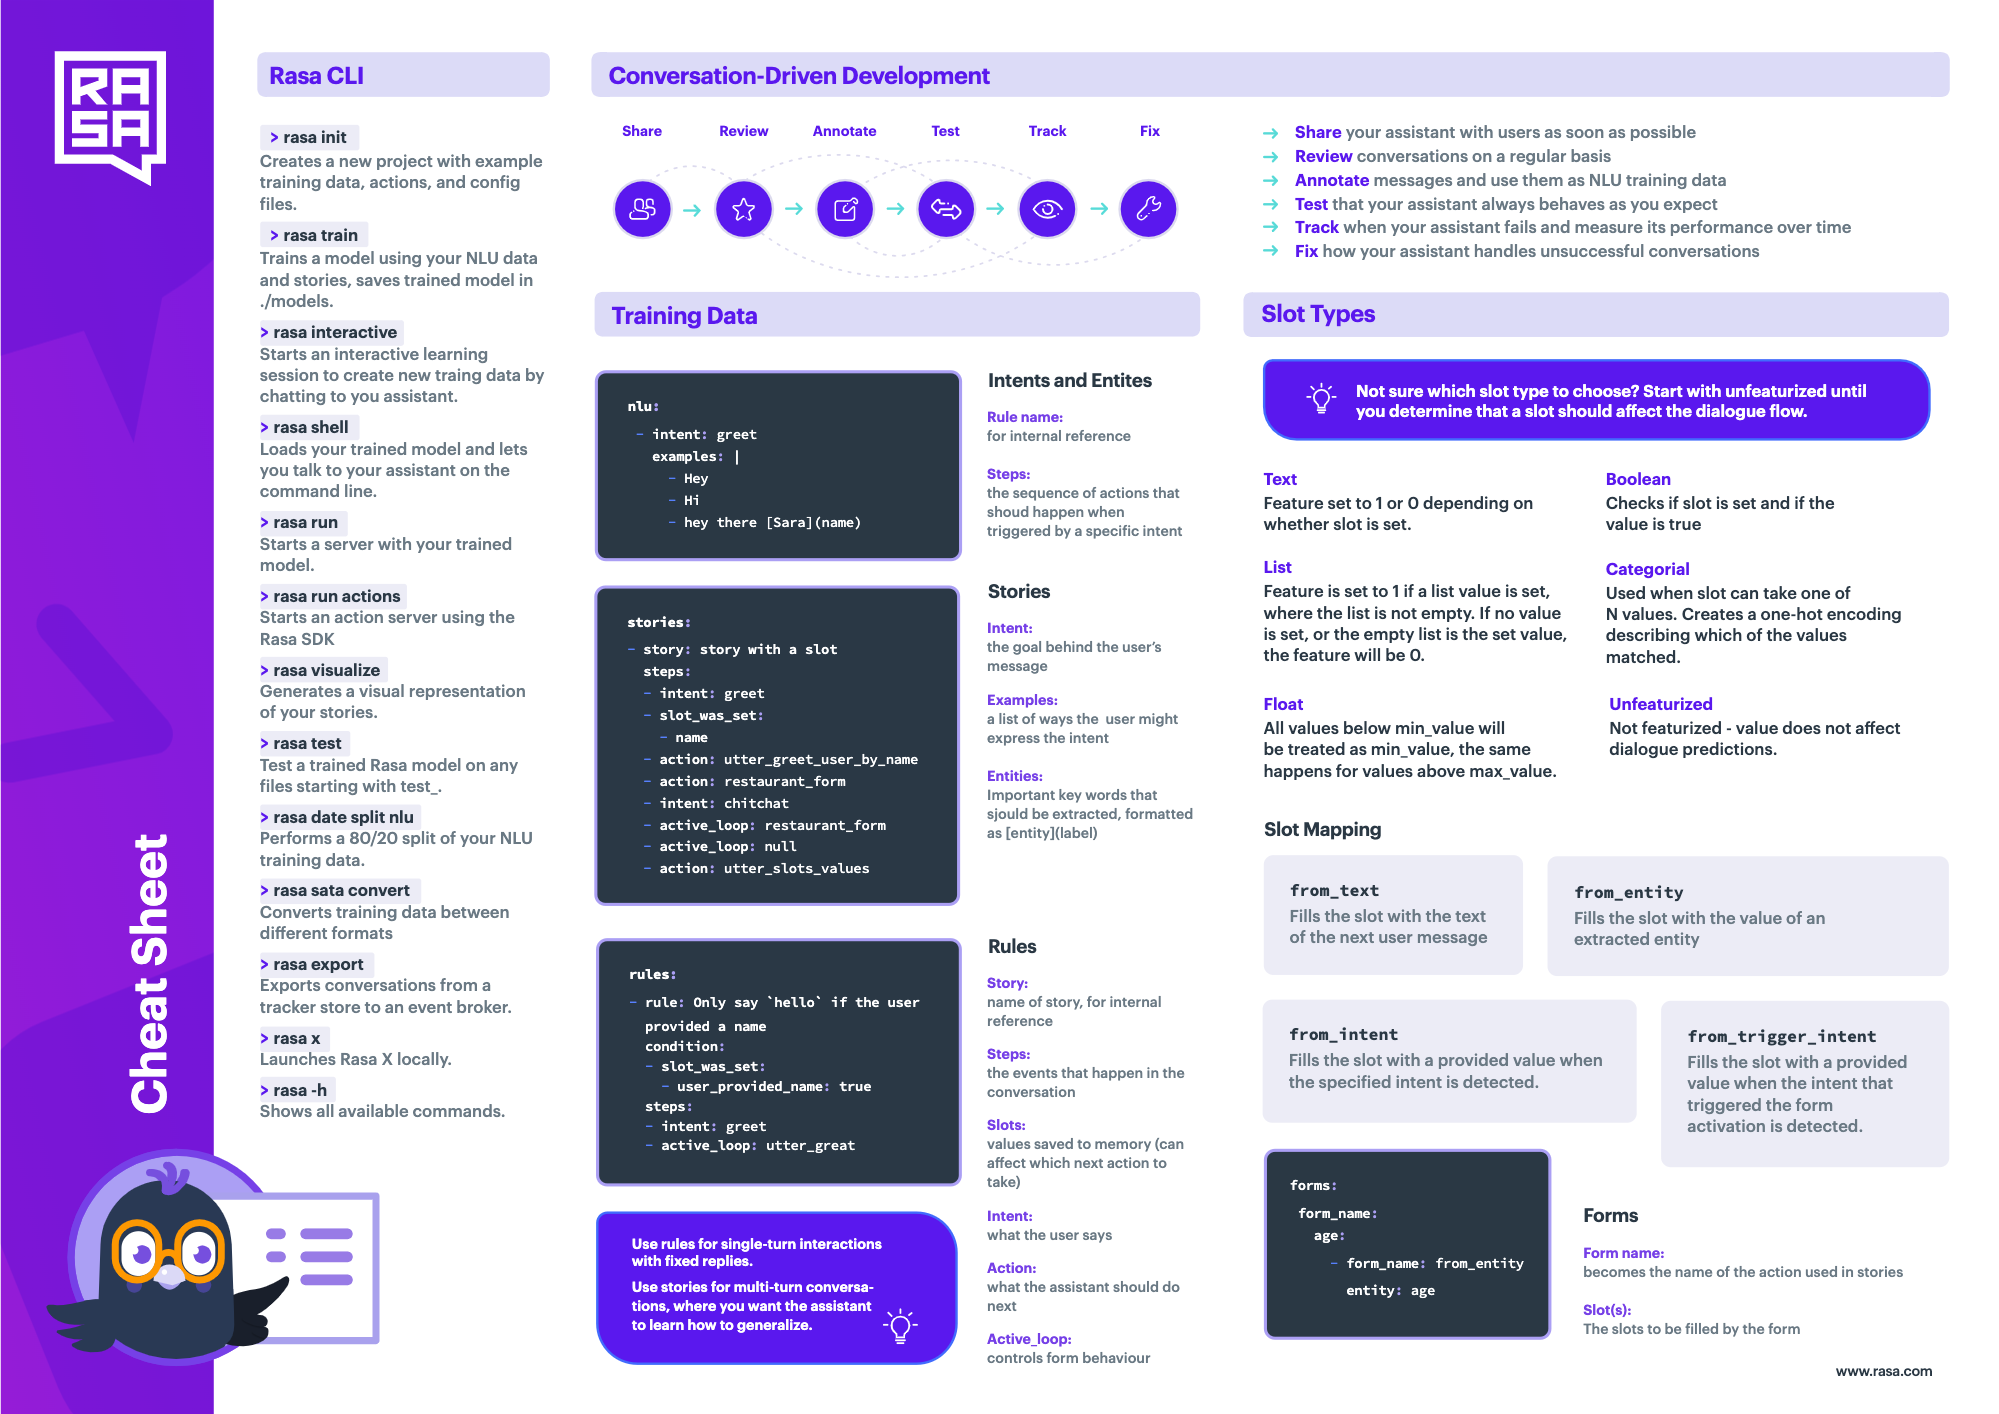 RASA
Cheat Sheet
Rasa CLI
> rasa init
Creates a new project with example
training data, actions, and config
files.
> rasa train
Trains a model using your NLU data
and stories, saves trained model in
./models.
> rasa interactive
Starts an interactive learning
session to create new traing data by
chatting to you assistant.
> rasa shell
Loads your trained model and lets
you talk to your assistant on the
command line.
> rasa run
Starts a server with your trained
model.
> rasa run actions
Starts an action server using the
Rasa SDK
> rasa visualize
Generates a visual representation
of your stories.
> rasa test
Test a trained Rasa model on any
files starting with test_.
> rasa date split nlu
Performs a 80/20 split of your NLU
training data.
> rasa sata convert
Converts training data between
different formats
> rasa export
Exports conversations from a
tracker store to an event broker.
> rasa x
Launches Rasa X locally.
> rasa -h
Shows all available commands.
Conversation-Driven Development
Share Review Annotate Test Track Fix
→ Share your assistant with users as soon as possible
→ Review conversations on a regular basis
→ Annotate messages and use them as NLU training data
→ Test that your assistant always behaves as you expect
→ Track when your assistant fails and measure its performance over time
→ Fix how your assistant handles unsuccessful conversations
Training Data
nlu:
- intent: greet
examples: |
- Hey
- Hi
- hey there [Sara](name)
Intents and Entites
Rule name:
for internal reference
Steps:
the sequence of actions that
shoud happen when
triggered by a specific intent
stories:
- story: story with a slot
steps:
- intent: greet
- slot_was_set:
- name
- action: utter_greet_user_by_name
- action: restaurant_form
- intent: chitchat
- active_loop: restaurant_form
- active_loop: null
- action: utter_slots_values
Stories
Intent:
the goal behind the user's
message
Examples:
a list of ways the user might
express the intent
Entities:
Important key words that
sjould be extracted, formatted
as [entity](label)
rules:
- rule: Only say `hello` if the user
provided a name
condition:
- slot_was_set:
- user_provided_name: true
steps:
- intent: greet
- active_loop: utter_great
Rules
Story:
name of story, for internal
reference
Steps:
the events that happen in the
conversation
Slots:
values saved to memory (can
affect which next action to
take)
Intent:
what the user says
Action:
what the assistant should do
next
Active_loop:
controls form behaviour
Use rules for single-turn interactions
with fixed replies.
Use stories for multi-turn conversa-
tions, where you want the assistant
to learn how to generalize.
Slot Types
Not sure which slot type to choose? Start with unfeaturized until
you determine that a slot should affect the dialogue flow.
Text
Feature set to 1 or 0 depending on
whether slot is set.
Boolean
Checks if slot is set and if the
value is true
List
Feature is set to 1 if a list value is set,
where the list is not empty. If no value
is set, or the empty list is the set value,
the feature will be 0.
Categorial
Used when slot can take one of
N values. Creates a one-hot encoding
describing which of the values
matched.
Float
All values below min_value will
be treated as min_value, the same
happens for values above max_value.
Unfeaturized
Not featurized - value does not affect
dialogue predictions.
Slot Mapping
from_text
Fills the slot with the text
of the next user message
from_entity
Fills the slot with the value of an
extracted entity
from_intent
Fills the slot with a provided value when
the specified intent is detected.
from_trigger_intent
Fills the slot with a provided
value when the intent that
triggered the form
activation is detected.
forms:
form_name:
age:
- form_name: from_entity
entity: age
Forms
Form name:
becomes the name of the action used in stories
Slot(s):
The slots to be filled by the form
www.rasa.com